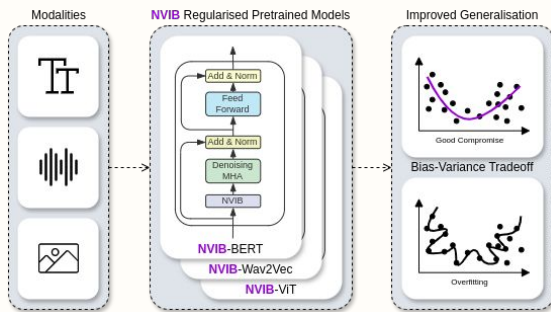 Modalities
TT
NVIB Regularised Pretrained Models
Add & Norm
Feed
Forward
Add & Norm
Denoising
MHA
NVIB
NVIB-BERT
NVIB-Wav2Vec
NVIB-ViT
Improved Generalisation
Good Compromise
Bias-Variance Tradeoff
Overfitting